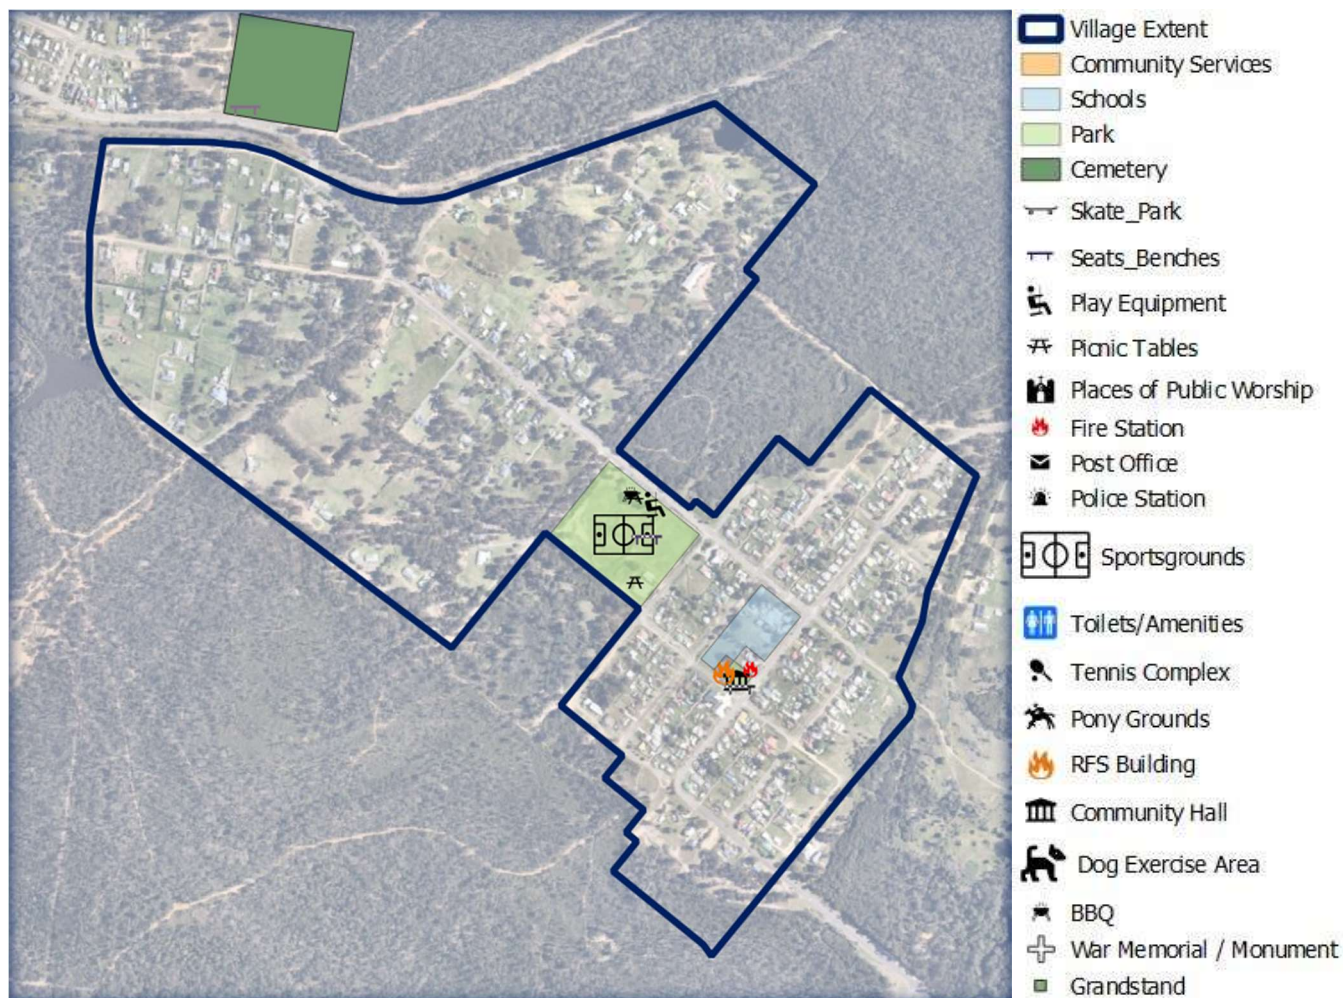 Village Extent
Community Services
Schools
Park
Cemetery
Skate_Park
Seats_Benches
Play Equipment
Picnic Tables
Places of Public Worship
Fire Station
Post Office
Police Station
Sportsgrounds
Toilets/Amenities
Tennis Complex
Pony Grounds
RFS Building
Community Hall
Dog Exercise Area
BBQ
War Memorial / Monument
Grandstand